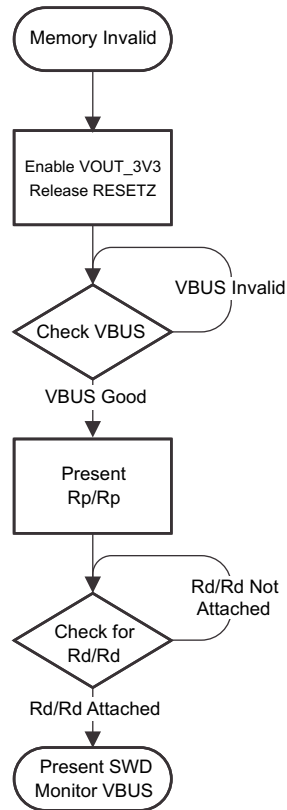 Memory Invalid
Enable VOUT_3V3
Release RESETZ
VBUS Invalid
Check VBUS
VBUS Good
Present
Rp/Rp
Rd/Rd Not
Attached
Check for
Rd/Rd
Rd/Rd Attached
Present SWD
Monitor VBUS